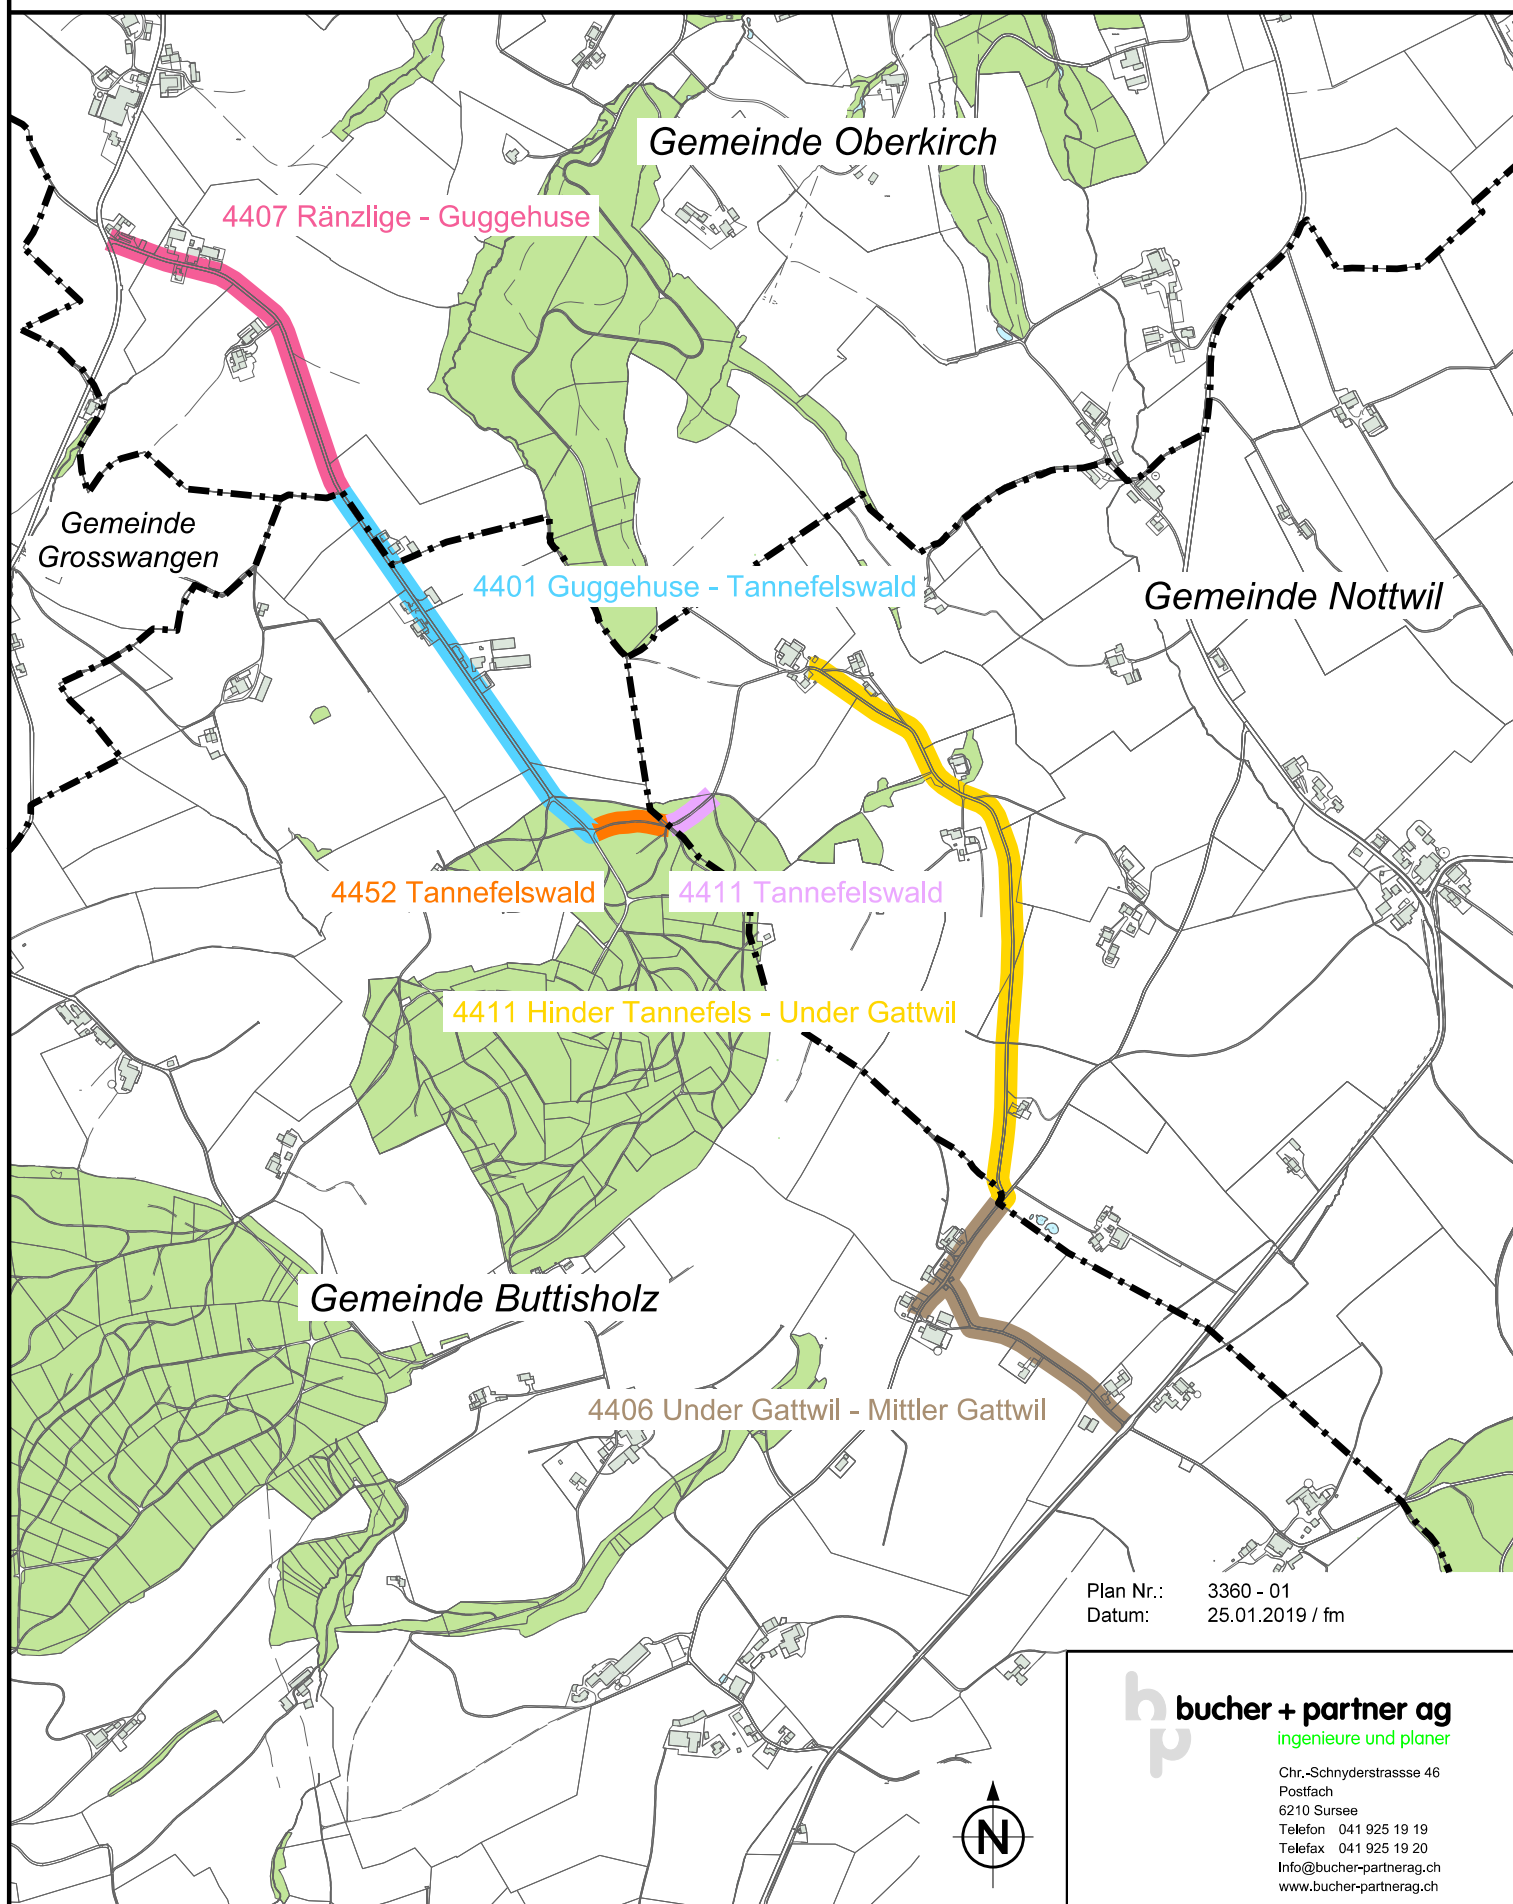 Gemeinde Oberkirch
4407 Ränzlige - Guggehuse
Gemeinde
Grosswangen
4401 Guggehuse - Tannefelswald
Gemeinde Nottwil
4452 Tannefelswald
4411 Tannefelswald
4411 Hinder Tannefels - Under Gattwil
Gemeinde Buttisholz
4406 Under Gattwil - Mittler Gattwil
Plan Nr.: 3360 - 01
Datum: 25.01.2019 / fm
bp
bucher + partner ag
ingenieure und planer
Chr.-Schnyderstrassse 46
Postfach
6210 Sursee
Telefon 041 925 19 19
Telefax 041 925 19 20
Info@bucher-partnerag.ch
www.bucher-partnerag.ch
N